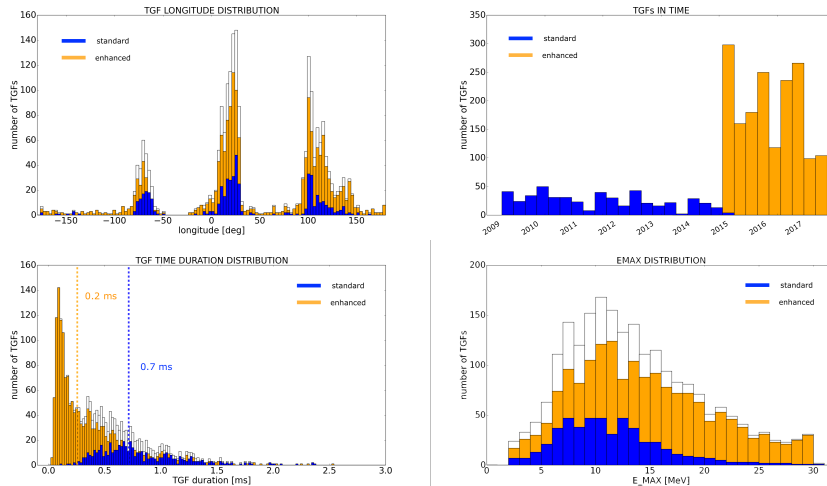 TGF LONGITUDE DISTRIBUTION
160
140
120
100
80
60
40
20
0
number of TGFs
standard
enhanced
−150
−100
−50
0
50
100
150
longitude [deg]
TGFs IN TIME
350
300
250
200
150
100
50
0
number of TGFs
standard
enhanced
2009
2010
2011
2012
2013
2014
2015
2016
2017
TGF TIME DURATION DISTRIBUTION
160
140
120
100
80
60
40
20
0
number of TGFs
0.2 ms
0.7 ms
standard
enhanced
0.0
0.5
1.0
1.5
2.0
2.5
3.0
TGF duration [ms]
EMAX DISTRIBUTION
200
150
100
50
0
number of TGFs
standard
enhanced
0
5
10
15
20
25
30
E_MAX [MeV]